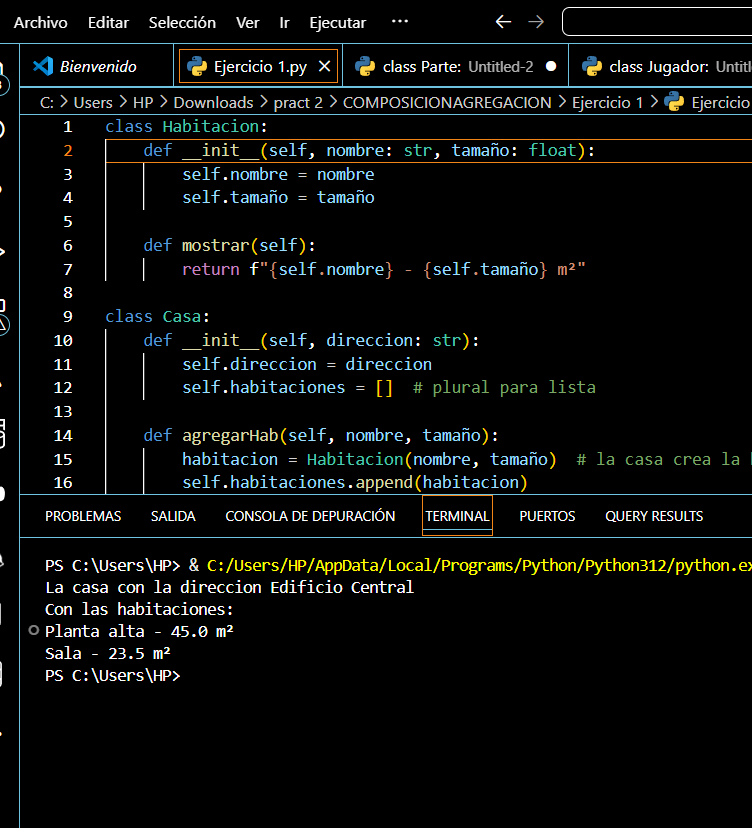 Archivo Editar Selección Ver Ir Ejecutar ···
Bienvenido Ejercicio 1.py class Parte: Untitled-2 class Jugador:
C: > Users > HP > Downloads > pract 2 > COMPOSICIONAGREGACION > Ejercicio 1 > Ejercicio
1 class Habitacion:
2 def __init__(self, nombre: str, tamaño: float):
3 self.nombre = nombre
4 self.tamaño = tamaño
5
6 def mostrar(self):
7 return f"{self.nombre} - {self.tamaño} m²"
8
9 class Casa:
10 def __init__(self, direccion: str):
11 self.direccion = direccion
12 self.habitaciones = [] # plural para lista
13
14 def agregarHab(self, nombre, tamaño):
15 habitacion = Habitacion(nombre, tamaño) # la casa crea la
16 self.habitaciones.append(habitacion)
PROBLEMAS SALIDA CONSOLA DE DEPURACIÓN TERMINAL PUERTOS QUERY RESULTS
PS C:\Users\HP> & C:/Users/HP/AppData/Local/Programs/Python/Python312/python.ex
La casa con la direccion Edificio Central
Con las habitaciones:
Planta alta - 45.0 m²
Sala - 23.5 m²
PS C:\Users\HP>